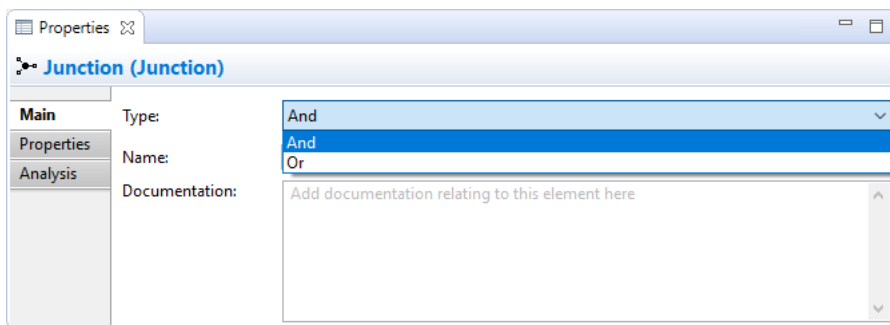 Properties
Junction (Junction)
Main
Type:
And
Properties
And
Name:
Or
Analysis
Documentation:
Add documentation relating to this element here